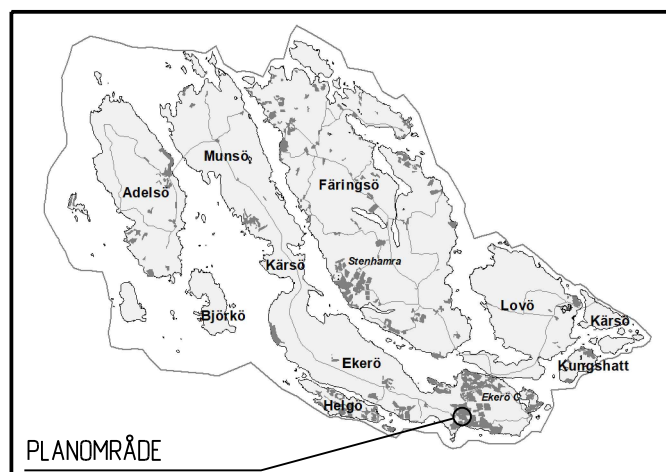 Munsö
Adelsö
Färingsö
Kärsö
Stenhamra
Björkö
Lovö
Kärsö
Ekerö
Kungshatt
Helgö
Ekerö C
PLANOMRÅDE